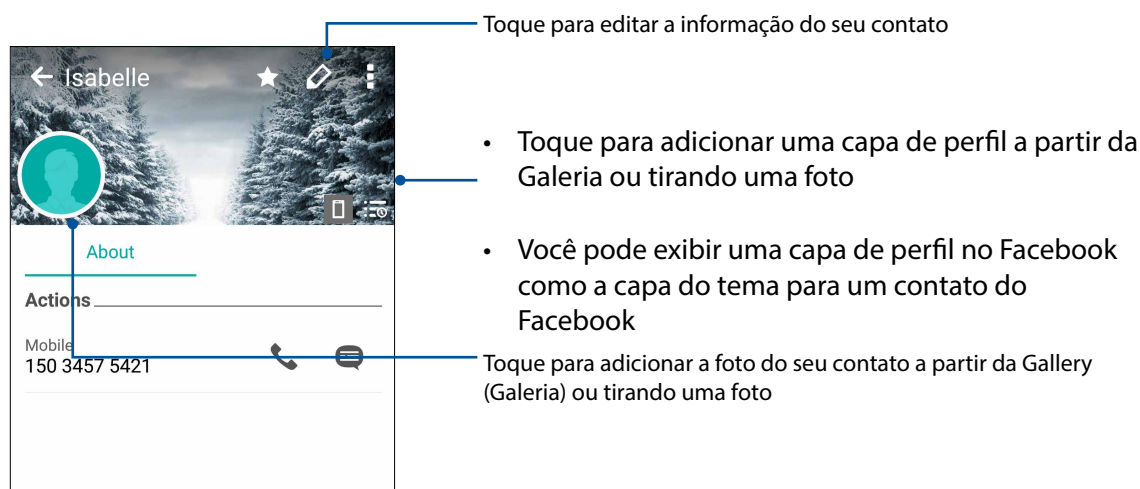 Toque para editar a informação do seu contato
Isabelle
• Toque para adicionar uma capa de perfil a partir da
Galeria ou tirando uma foto
• Você pode exibir uma capa de perfil no Facebook
como a capa do tema para um contato do
Facebook
About
Actions
Mobile
150 3457 5421
Toque para adicionar a foto do seu contato a partir da Gallery
(Galeria) ou tirando uma foto